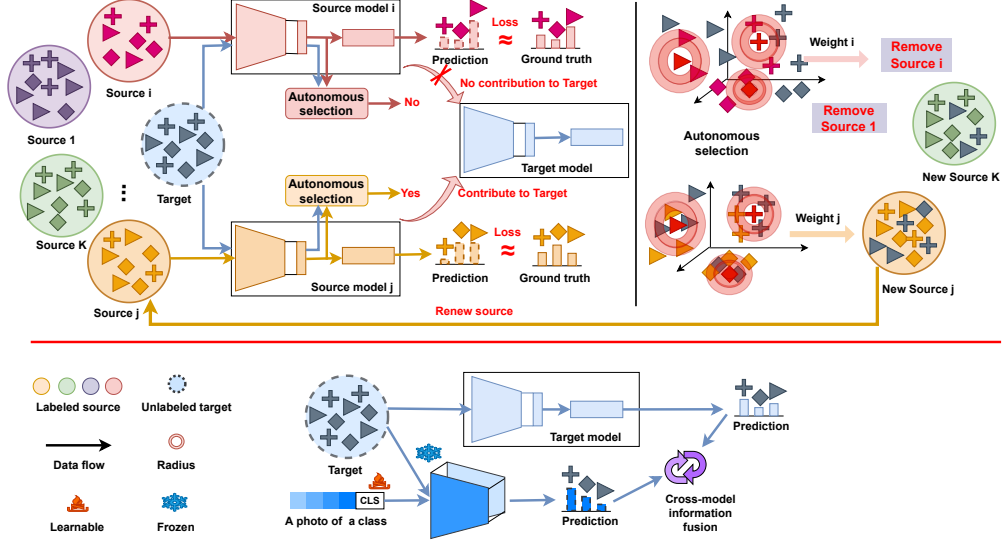 Source model i
Loss
≈
Prediction
Ground truth
Source i
Autonomous
selection
No
No contribution to Target
Source 1
Target
Target model
Autonomous
selection
Yes
Contribute to Target
Source K
Source model j
Loss
≈
Prediction
Ground truth
Source j
Renew source
Weight i
Remove
Source i
Remove
Source 1
Autonomous
selection
New Source K
Weight j
New Source j
Labeled source
Unlabeled target
Data flow
Radius
Learnable
Frozen
Target
Target model
Prediction
CLS
A photo of a class
Prediction
Cross-model
information
fusion